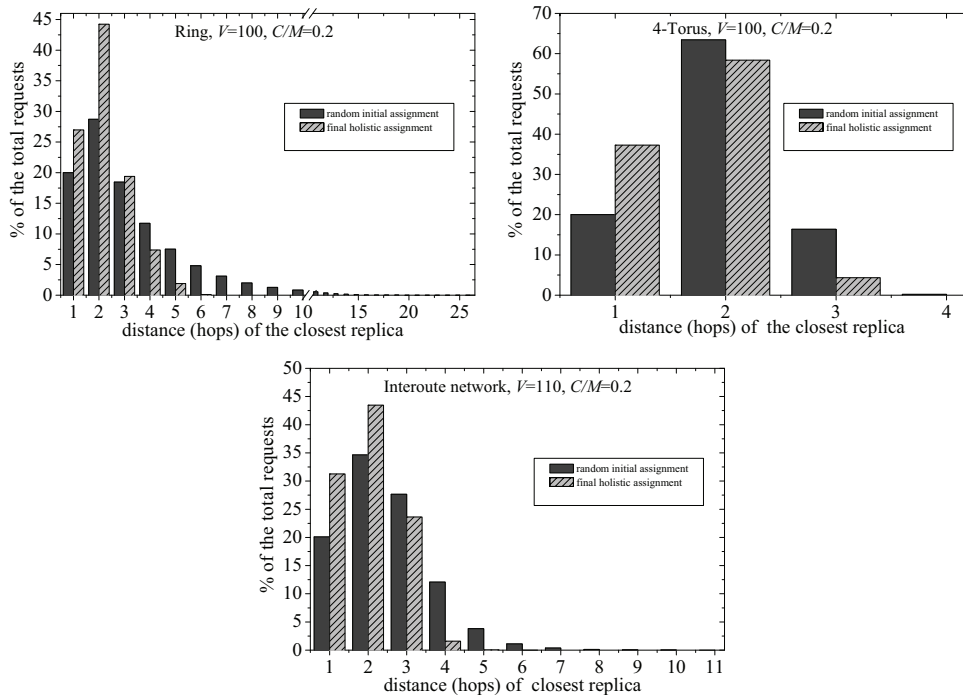 Ring, V=100, C/M=0.2
45
40
35
30
25
20
15
10
5
0
% of the total requests
random initial assignment
final holistic assignment
1 2 3 4 5 6 7 8 9 10 15 20 25
distance (hops) of the closest replica
4-Torus, V=100, C/M=0.2
70
60
50
40
30
20
10
0
% of the total requests
random initial assignment
final holistic assignment
1 2 3 4
distance (hops) of the closest replica
Interoute network, V=110, C/M=0.2
50
45
40
35
30
25
20
15
10
5
0
% of the total requests
random initial assignment
final holistic assignment
1 2 3 4 5 6 7 8 9 10 11
distance (hops) of closest replica